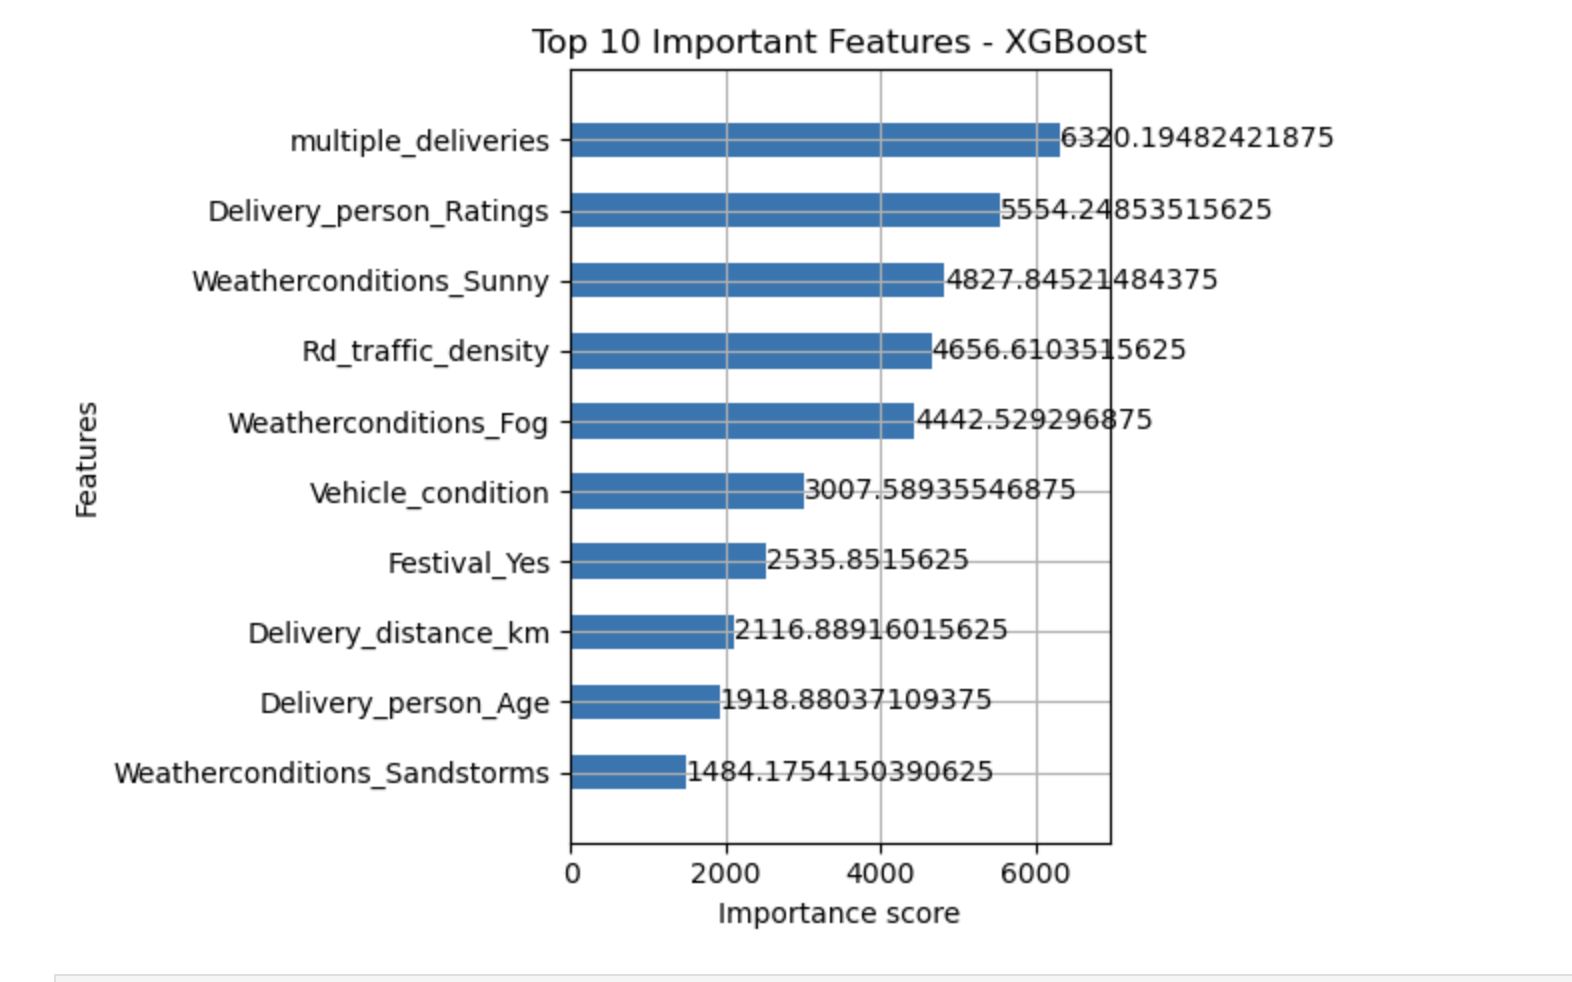 Top 10 Important Features - XGBoost
Features
multiple_deliveries 6320.19482421875
Delivery_person_Ratings 5554.24853515625
Weatherconditions_Sunny 4827.84521484375
Rd_traffic_density 4656.6103515625
Weatherconditions_Fog 4442.529296875
Vehicle_condition 3007.58935546875
Festival_Yes 2535.8515625
Delivery_distance_km 2116.88916015625
Delivery_person_Age 1918.88037109375
Weatherconditions_Sandstorms 1484.1754150390625
0 2000 4000 6000
Importance score